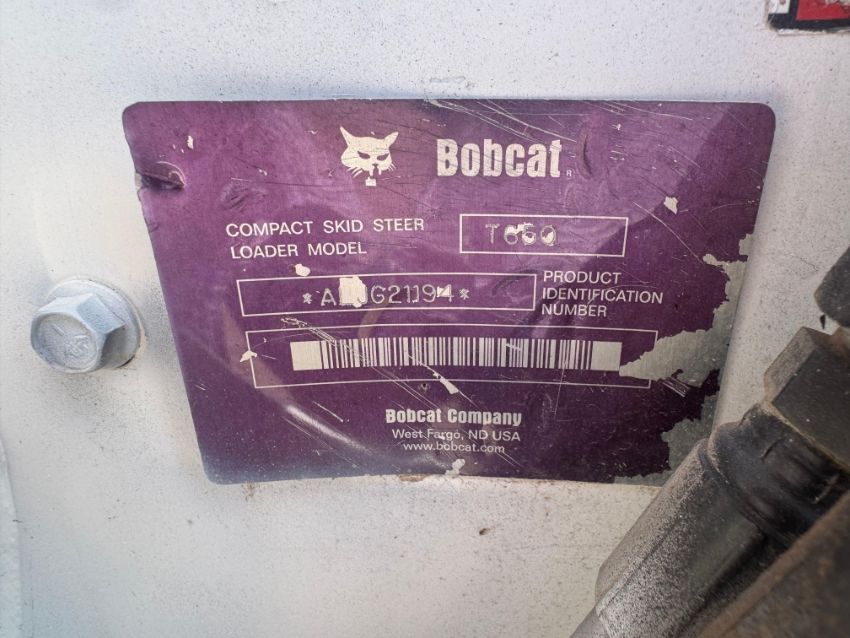 Bobcat
COMPACT SKID STEER
LOADER MODEL
T650
PRODUCT
IDENTIFICATION
NUMBER
Bobcat Company
West Fargo, ND USA
www.bobcat.com